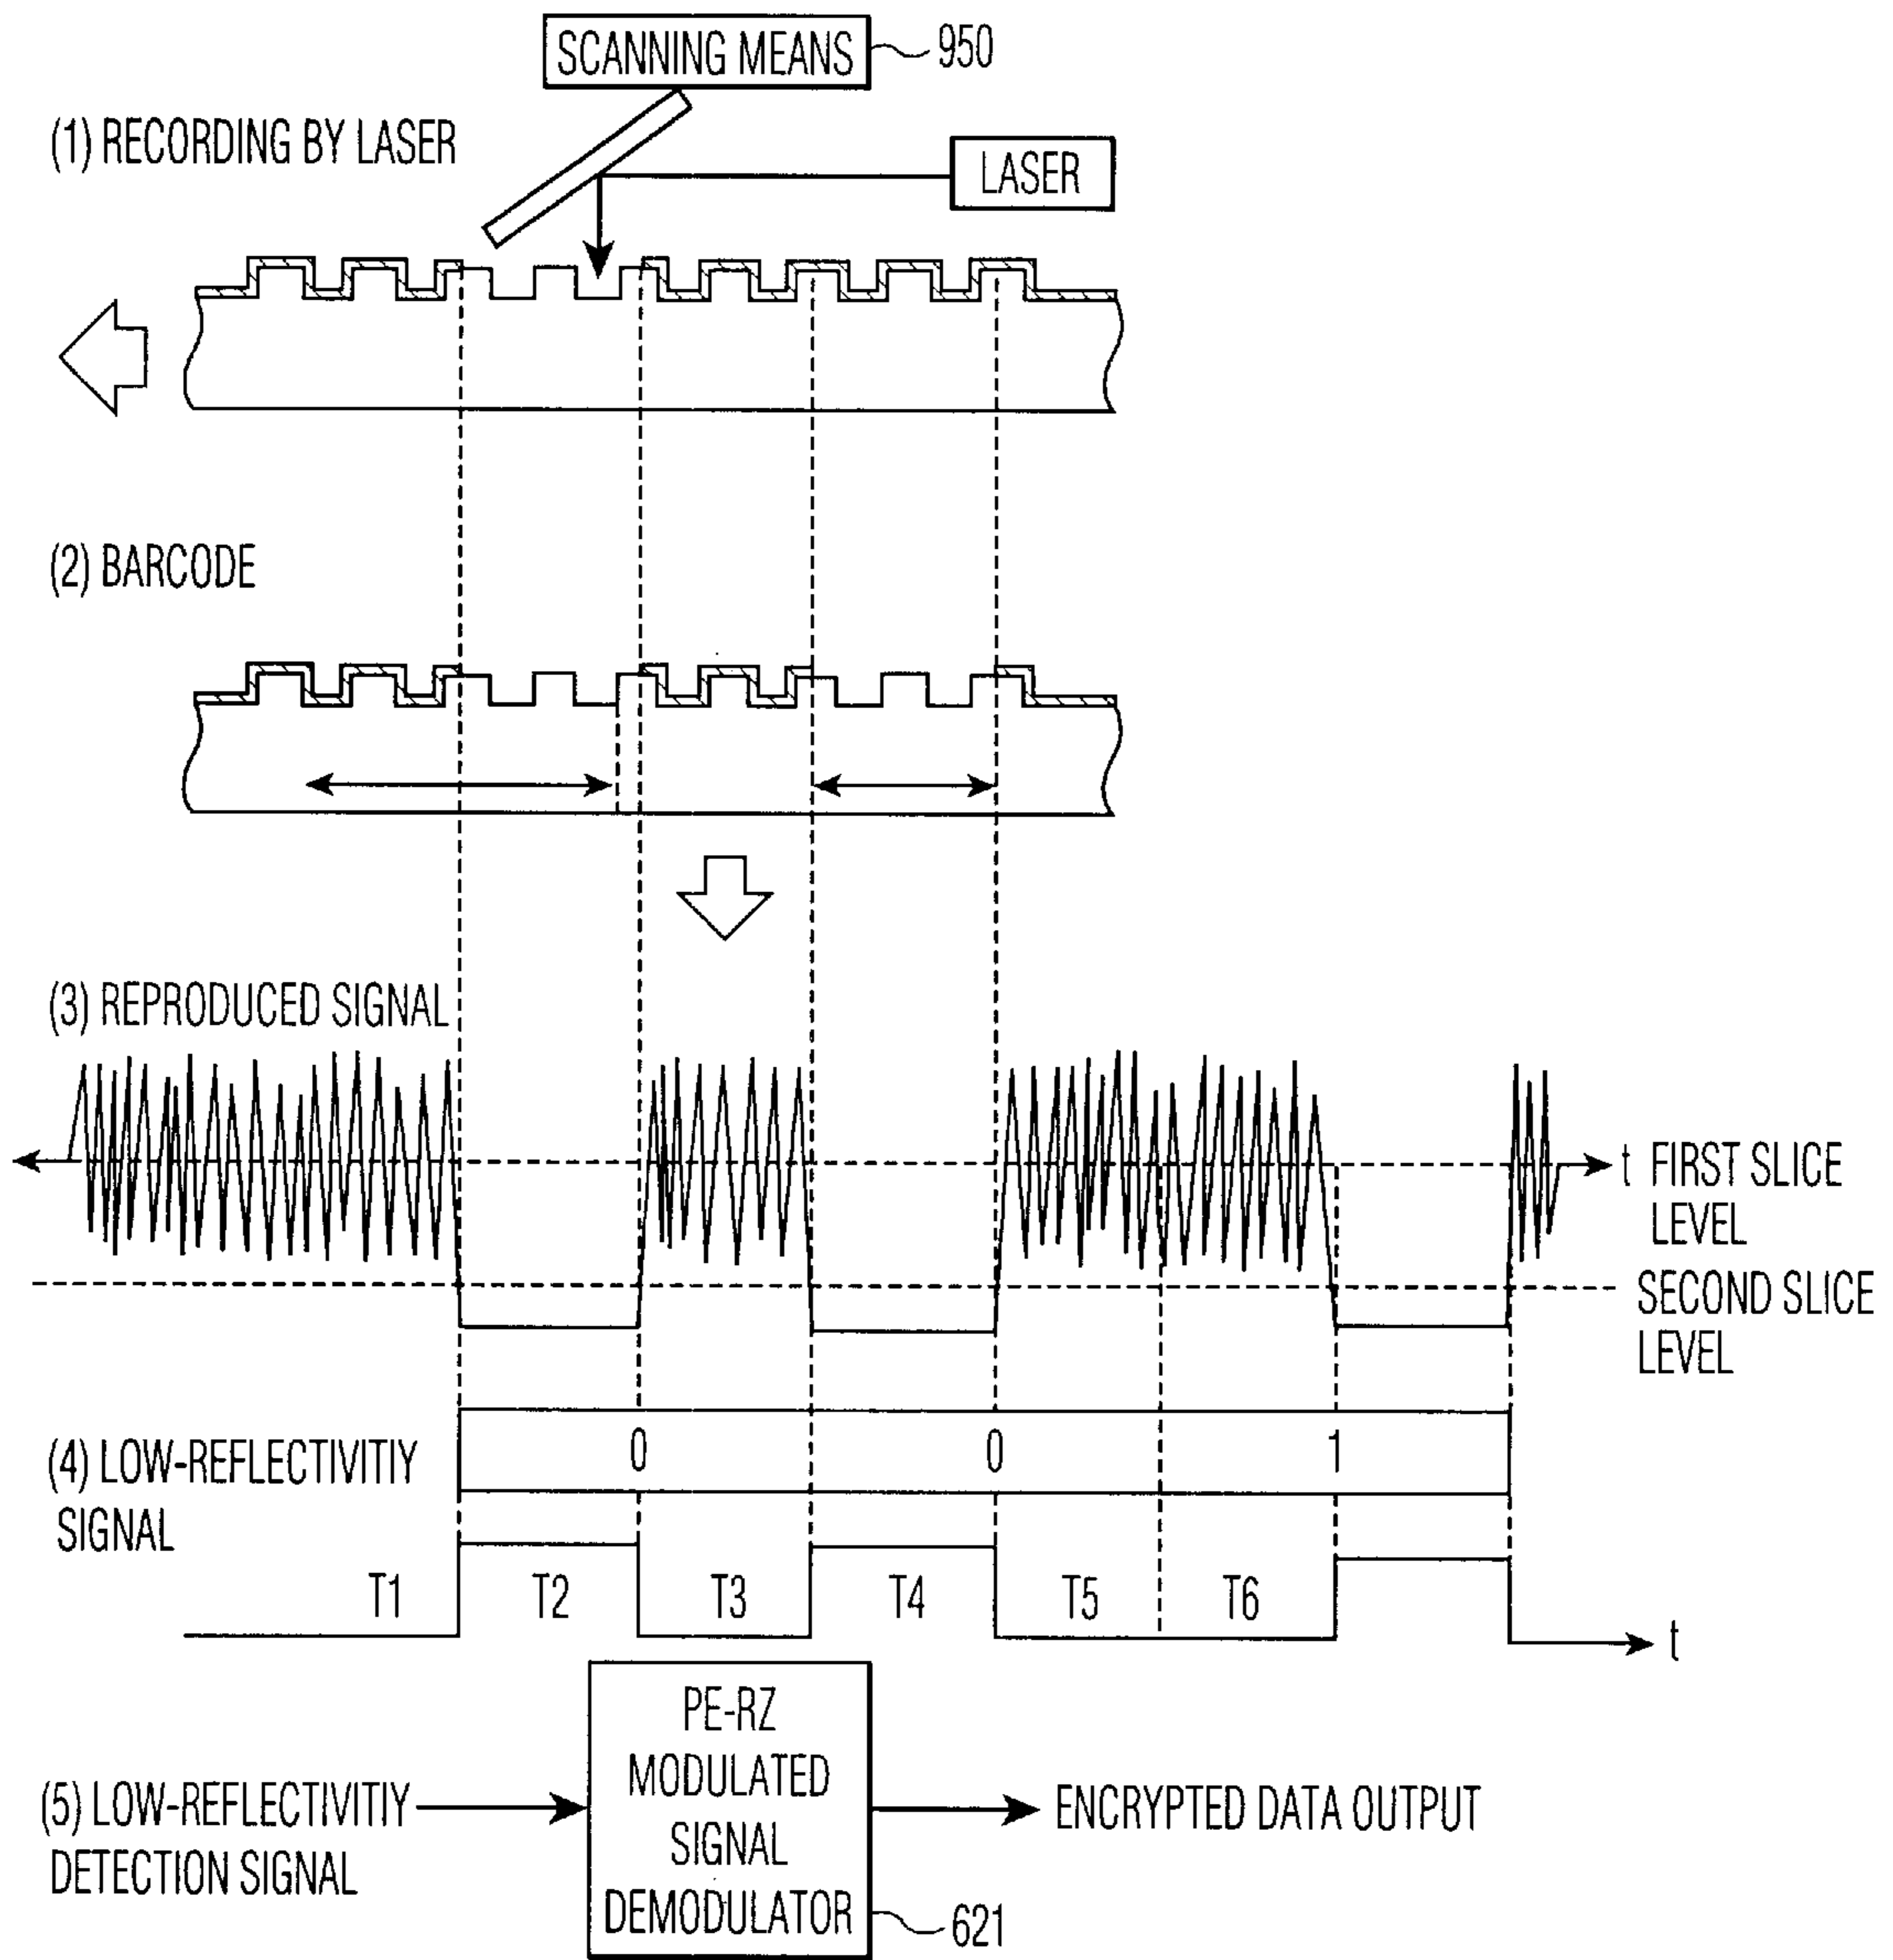 SCANNING MEANS 950
(1) RECORDING BY LASER
LASER
(2) BARCODE
(3) REPRODUCED SIGNAL
t FIRST SLICE
LEVEL
SECOND SLICE
LEVEL
(4) LOW-REFLECTIVITIY
SIGNAL
0 0 1
T1 T2 T3 T4 T5 T6
t
PE-RZ
MODULATED
SIGNAL
DEMODULATOR
621
(5) LOW-REFLECTIVITIY
DETECTION SIGNAL
ENCRYPTED DATA OUTPUT